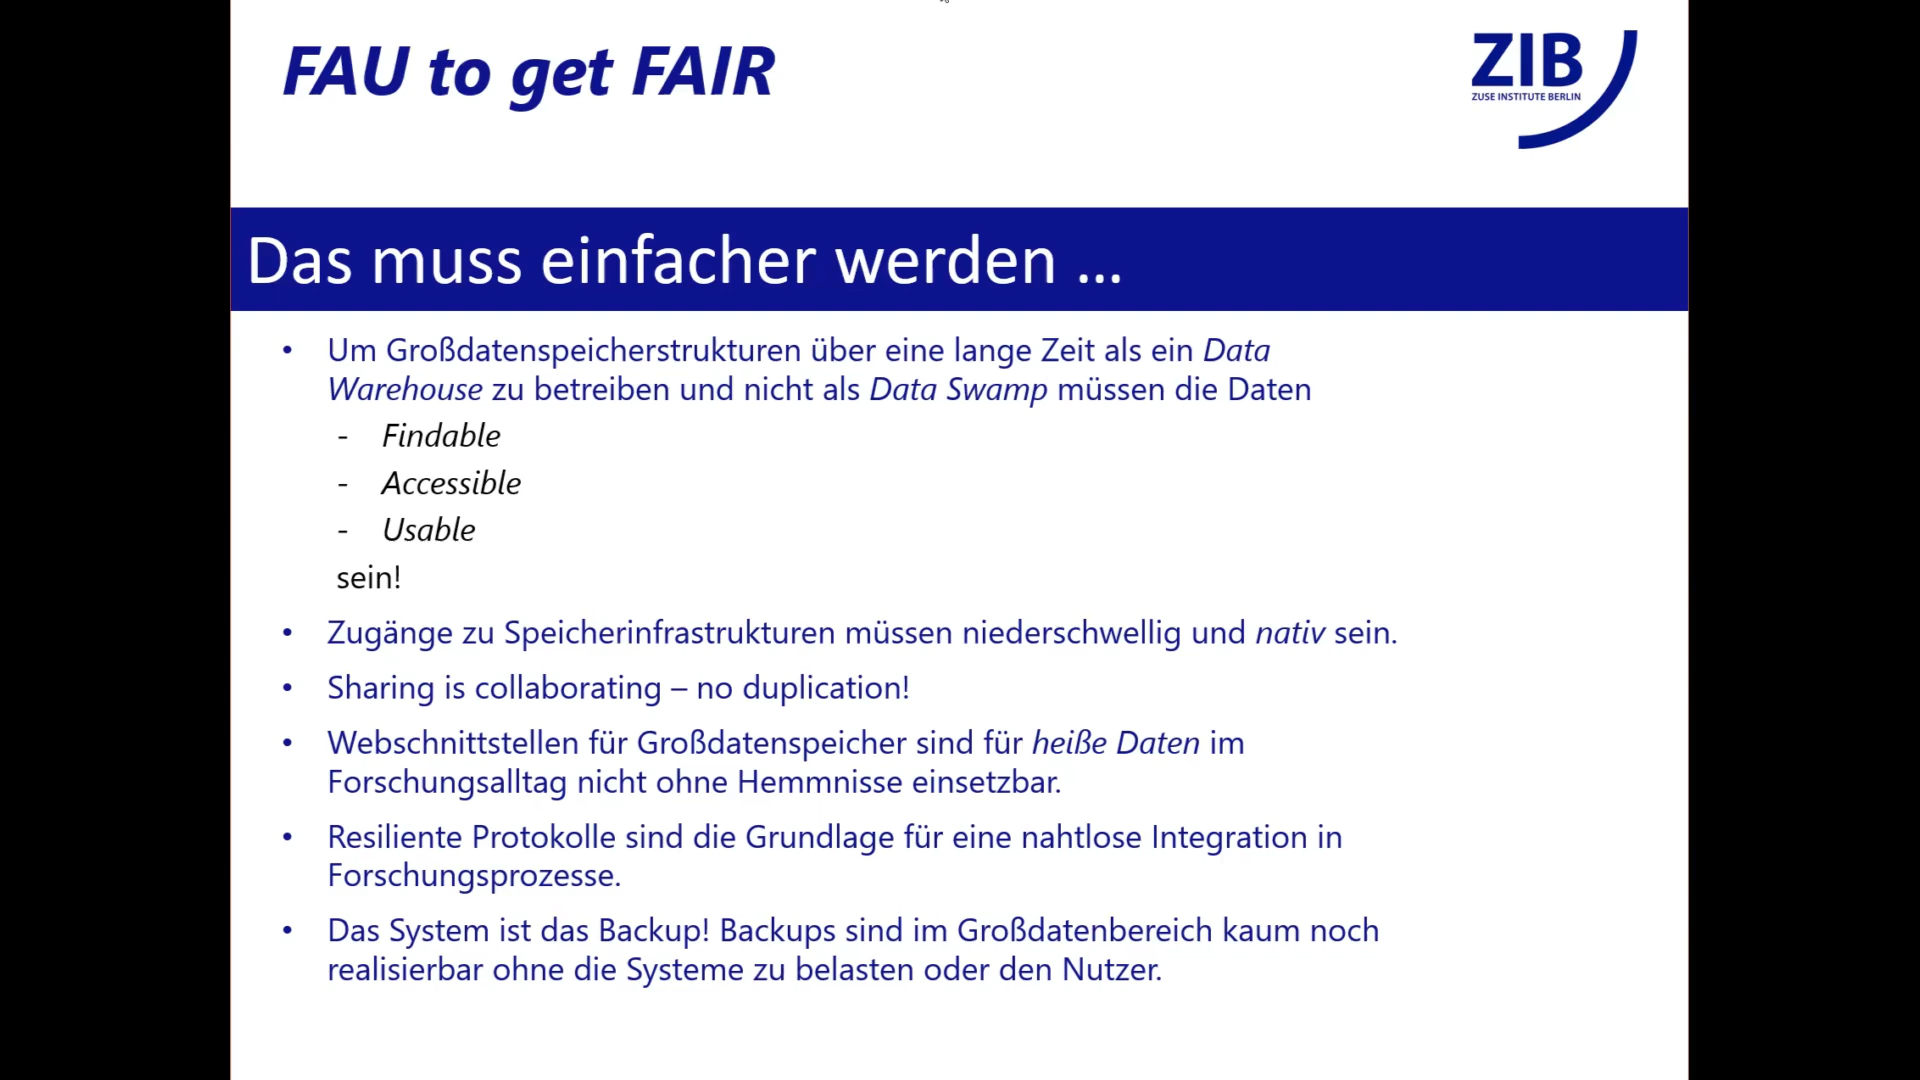 FAU to get FAIR
ZIB
ZUSE INSTITUTE BERLIN
Das muss einfacher werden ...
• Um Großdatenspeicherstrukturen über eine lange Zeit als ein Data
Warehouse zu betreiben und nicht als Data Swamp müssen die Daten
- Findable
- Accessible
- Usable
sein!
• Zugänge zu Speicherinfrastrukturen müssen niederschwellig und nativ sein.
• Sharing is collaborating – no duplication!
• Webschnittstellen für Großdatenspeicher sind für heiße Daten im
Forschungsalltag nicht ohne Hemmnisse einsetzbar.
• Resiliente Protokolle sind die Grundlage für eine nahtlose Integration in
Forschungsprozesse.
• Das System ist das Backup! Backups sind im Großdatenbereich kaum noch
realisierbar ohne die Systeme zu belasten oder den Nutzer.